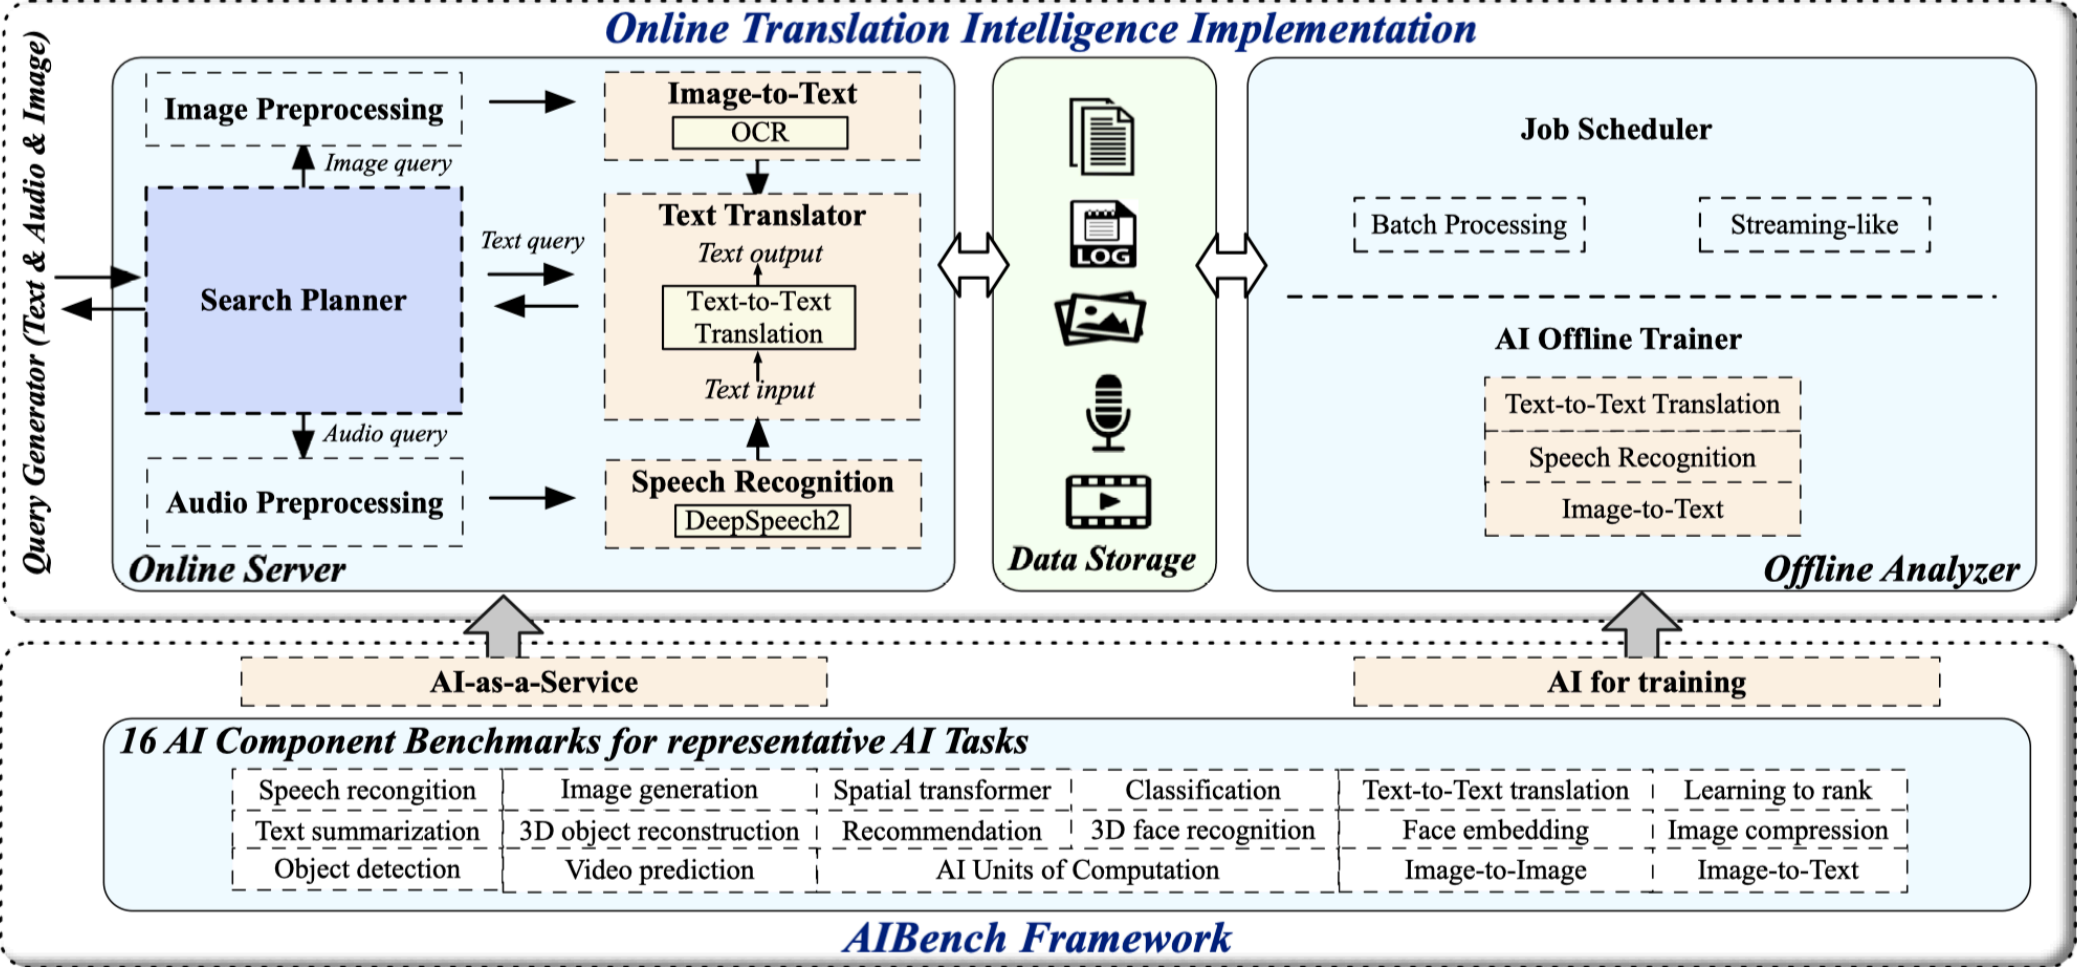 Online Translation Intelligence Implementation
Query Generator (Text & Audio & Image)
Image Preprocessing
Image query
Search Planner
Audio query
Audio Preprocessing
Online Server
Text query
Image-to-Text
OCR
Text Translator
Text output
Text-to-Text
Translation
Text input
Speech Recognition
DeepSpeech2
LOG
Data Storage
Job Scheduler
Batch Processing
Streaming-like
AI Offline Trainer
Text-to-Text Translation
Speech Recognition
Image-to-Text
Offline Analyzer
AI-as-a-Service
AI for training
16 AI Component Benchmarks for representative AI Tasks
Speech recongition Image generation Spatial transformer Classification Text-to-Text translation Learning to rank
Text summarization 3D object reconstruction Recommendation 3D face recognition Face embedding Image compression
Object detection Video prediction AI Units of Computation Image-to-Image Image-to-Text
AIBench Framework